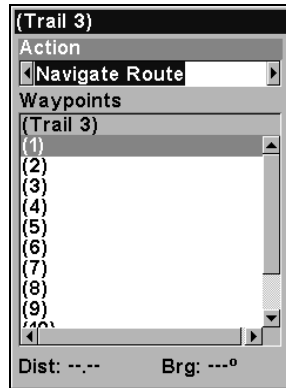 (Trail 3)
Action
Navigate Route
Waypoints
(Trail 3)
(1)
(2)
(3)
(4)
(5)
(6)
(7)
(8)
(9)
(10)
Dist: --.-- Brg: ---º